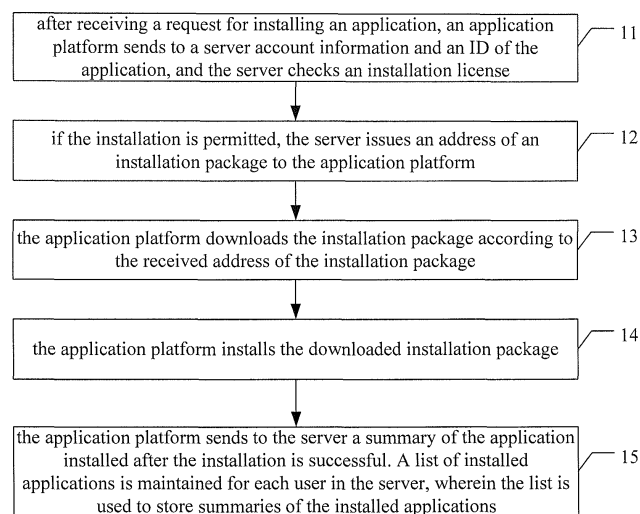 after receiving a request for installing an application, an application
platform sends to a server account information and an ID of the
application, and the server checks an installation license
11
if the installation is permitted, the server issues an address of an
installation package to the application platform
12
the application platform downloads the installation package according to
the received address of the installation package
13
the application platform installs the downloaded installation package
14
the application platform sends to the server a summary of the application
installed after the installation is successful. A list of installed
applications is maintained for each user in the server, wherein the list is
used to store summaries of the installed applications
15